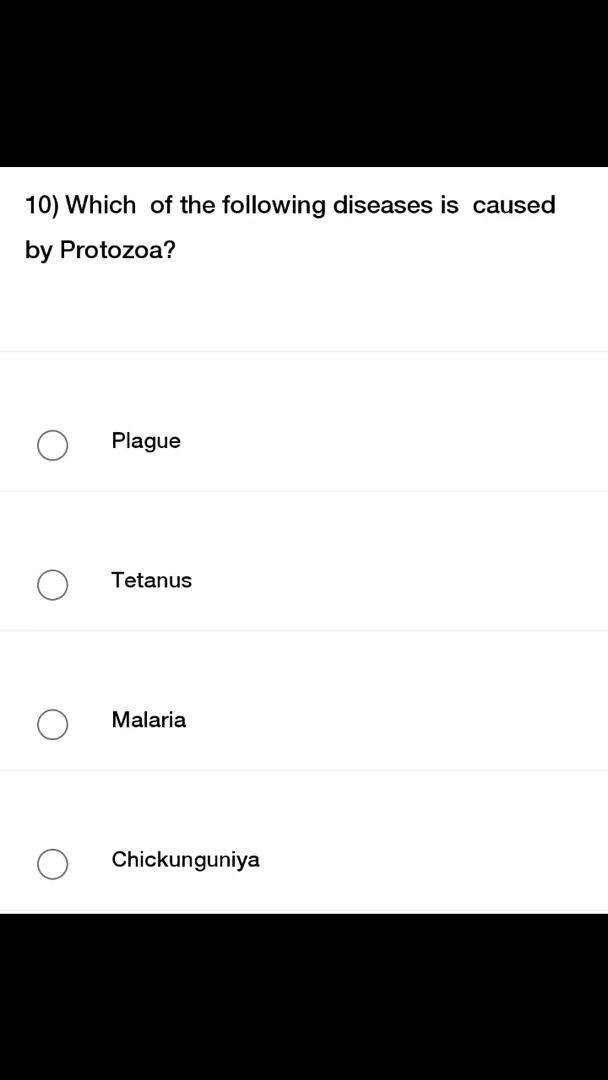 10) Which of the following diseases is caused
by Protozoa?
Plague
Tetanus
Malaria
Chickunguniya